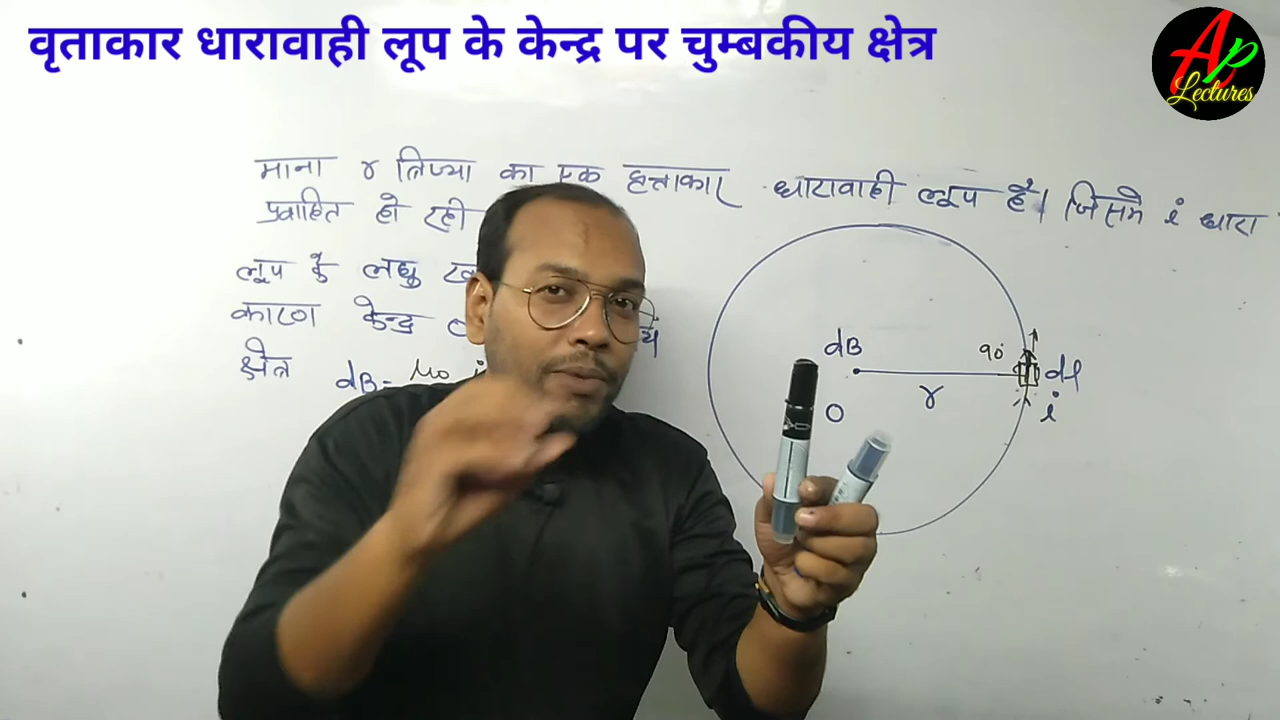 वृताकार धारावाही लूप के केन्द्र पर चुम्बकीय क्षेत्र
AP Lectures
माना r त्रिज्या का एक वृत्ताकार धारावाही लूप है। जिसमे i धारा
प्रवाहित हो रही
लूप के लघु
कारण केन्द्र O
क्षेत्र dB = μ0 i
dB
90°
dl
r
O
i